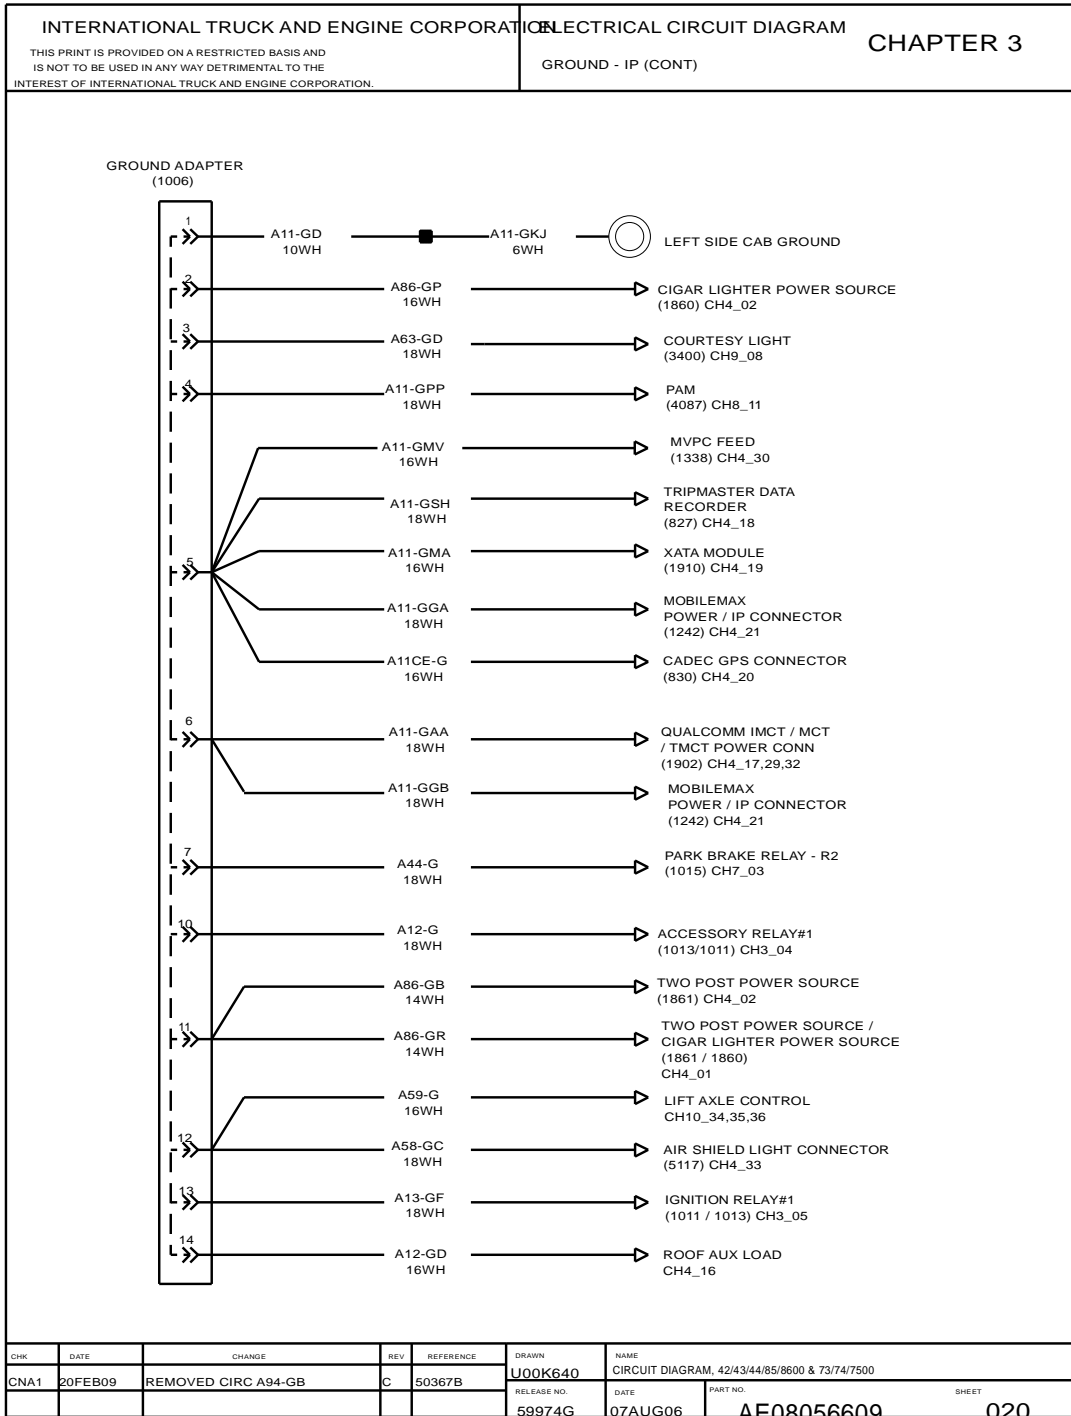 INTERNATIONAL TRUCK AND ENGINE CORPORATION
THIS PRINT IS PROVIDED ON A RESTRICTED BASIS AND
IS NOT TO BE USED IN ANY WAY DETRIMENTAL TO THE
INTEREST OF INTERNATIONAL TRUCK AND ENGINE CORPORATION.
ELECTRICAL CIRCUIT DIAGRAM
GROUND - IP (CONT)
CHAPTER 3
GROUND ADAPTER
(1006)
1
A11-GD
10WH
A11-GKJ
6WH
LEFT SIDE CAB GROUND
2
A86-GP
16WH
CIGAR LIGHTER POWER SOURCE
(1860) CH4_02
3
A63-GD
18WH
COURTESY LIGHT
(3400) CH9_08
4
A11-GPP
18WH
PAM
(4087) CH8_11
5
A11-GMV
16WH
MVPC FEED
(1338) CH4_30
A11-GSH
18WH
TRIPMASTER DATA
RECORDER
(827) CH4_18
A11-GMA
16WH
XATA MODULE
(1910) CH4_19
A11-GGA
18WH
MOBILEMAX
POWER / IP CONNECTOR
(1242) CH4_21
A11CE-G
16WH
CADEC GPS CONNECTOR
(830) CH4_20
6
A11-GAA
18WH
QUALCOMM IMCT / MCT
/ TMCT POWER CONN
(1902) CH4_17,29,32
A11-GGB
18WH
MOBILEMAX
POWER / IP CONNECTOR
(1242) CH4_21
7
A44-G
18WH
PARK BRAKE RELAY - R2
(1015) CH7_03
10
A12-G
18WH
ACCESSORY RELAY#1
(1013/1011) CH3_04
11
A86-GB
14WH
TWO POST POWER SOURCE
(1861) CH4_02
A86-GR
14WH
TWO POST POWER SOURCE /
CIGAR LIGHTER POWER SOURCE
(1861 / 1860)
CH4_01
12
A59-G
16WH
LIFT AXLE CONTROL
CH10_34,35,36
A58-GC
18WH
AIR SHIELD LIGHT CONNECTOR
(5117) CH4_33
13
A13-GF
18WH
IGNITION RELAY#1
(1011 / 1013) CH3_05
14
A12-GD
16WH
ROOF AUX LOAD
CH4_16
CHK DATE CHANGE REV REFERENCE
CNA1 20FEB09 REMOVED CIRC A94-GB C 50367B
DRAWN
U00K640
NAME
CIRCUIT DIAGRAM, 42/43/44/85/8600 & 73/74/7500
RELEASE NO.
59974G
DATE
07AUG06
PART NO.
AE08056609
SHEET
020